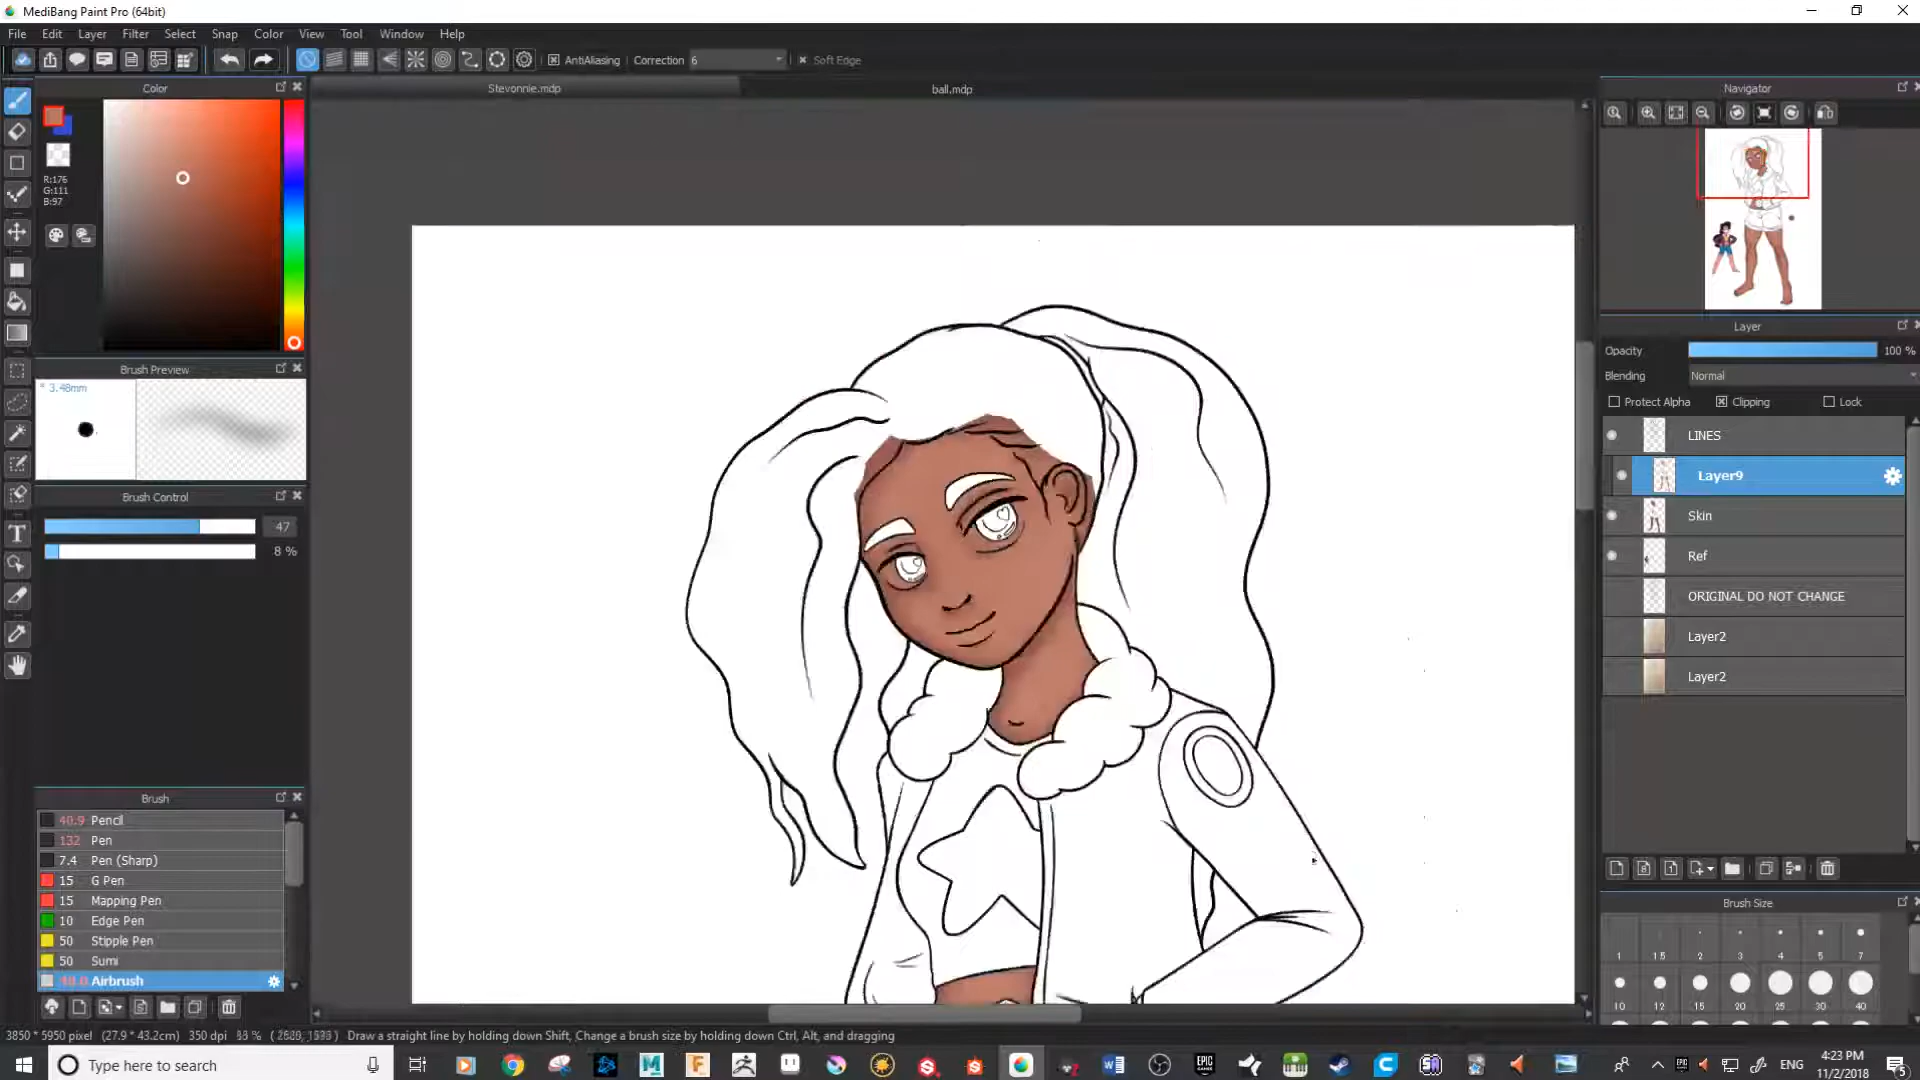 MediBang Paint Pro (64bit)
File Edit Layer Filter Select Snap Color View Tool Window Help
AntiAliasing Correction 6 Soft Edge
Color
Stevonnie.mdp
ball.mdp
Navigator
R:176
G:111
B:97
Layer
Opacity 100 %
Blending Normal
Protect Alpha Clipping Lock
LINES
Layer9
Skin
Ref
ORIGINAL DO NOT CHANGE
Layer2
Layer2
Brush Preview
* 3.48mm
Brush Control
47
8 %
Brush
40.9 Pencil
132 Pen
7.4 Pen (Sharp)
15 G Pen
15 Mapping Pen
10 Edge Pen
50 Stipple Pen
50 Sumi
Airbrush
Brush Size
1 1.5 2 3 4 5 7
10 12 15 20 25 30 40
3850 * 5950 pixel (27.9 * 43.2cm) 350 dpi Draw a straight line by holding down Shift, Change a brush size by holding down Ctrl, Alt, and dragging
Type here to search
ENG
4:23 PM
11/2/2018
5